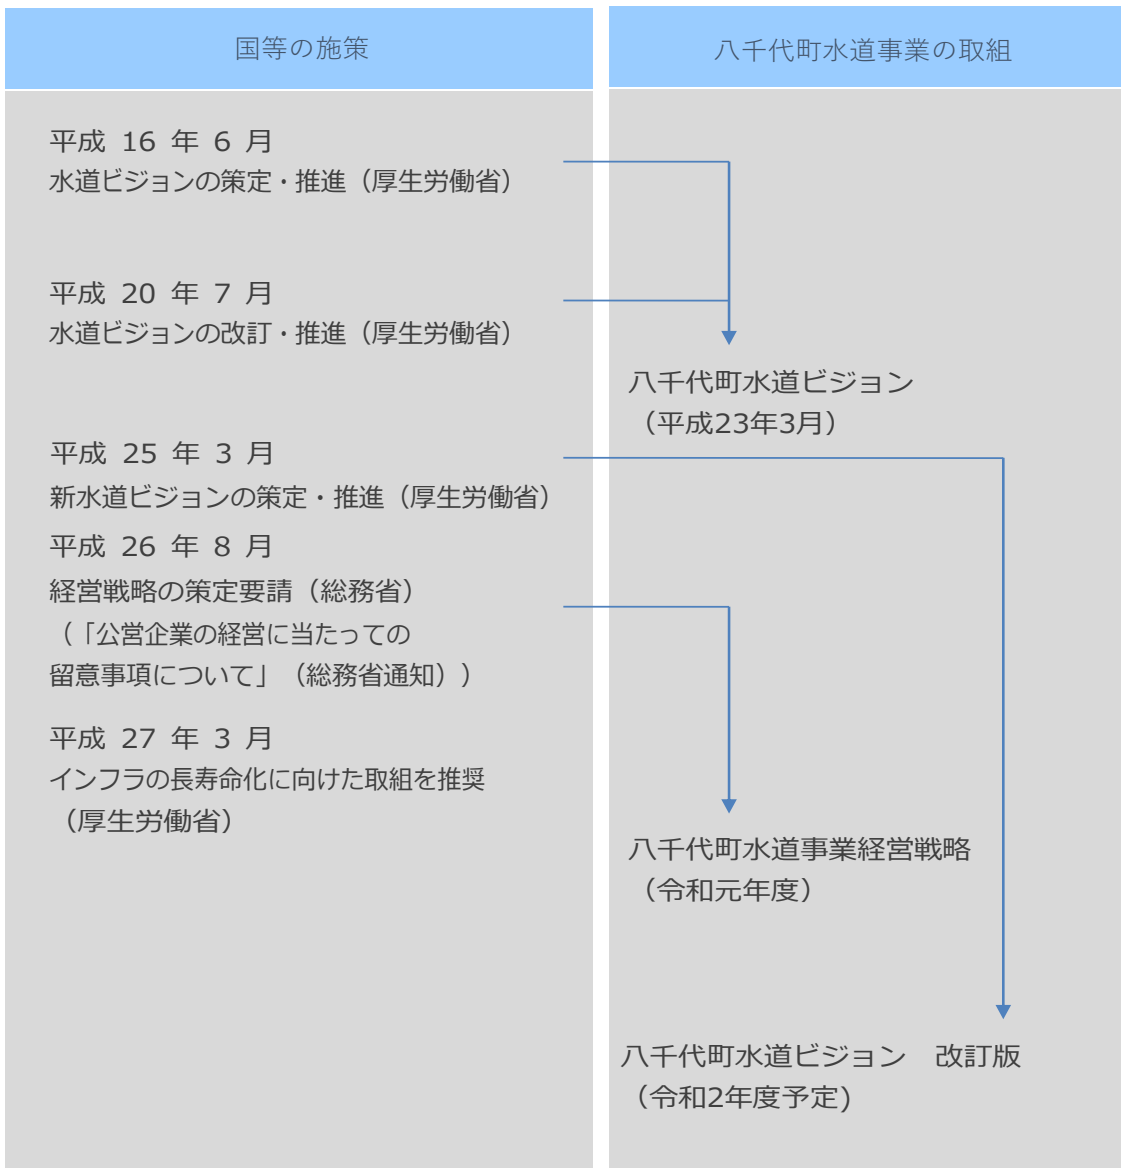 国等の施策
平成 16 年 6 月
水道ビジョンの策定・推進（厚生労働省）
平成 20 年 7 月
水道ビジョンの改訂・推進（厚生労働省）
平成 25 年 3 月
新水道ビジョンの策定・推進（厚生労働省）
平成 26 年 8 月
経営戦略の策定要請（総務省）
（「公営企業の経営に当たっての
留意事項について」（総務省通知））
平成 27 年 3 月
インフラの長寿命化に向けた取組を推奨
（厚生労働省）
八千代町水道事業の取組
八千代町水道ビジョン
（平成23年3月）
八千代町水道事業経営戦略
（令和元年度）
八千代町水道ビジョン　改訂版
（令和2年度予定)